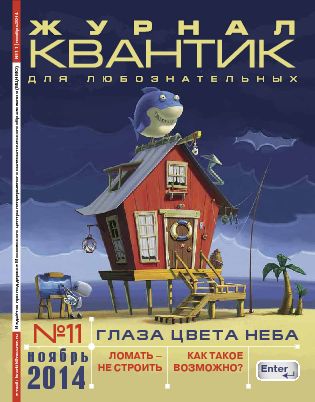 ЖУРНАЛ
КВАНТИК
ДЛЯ ЛЮБОЗНАТЕЛЬНЫХ
№11
ноябрь
2014
ГЛАЗА ЦВЕТА НЕБА
ЛОМАТЬ –
НЕ СТРОИТЬ
КАК ТАКОЕ
ВОЗМОЖНО?
Enter